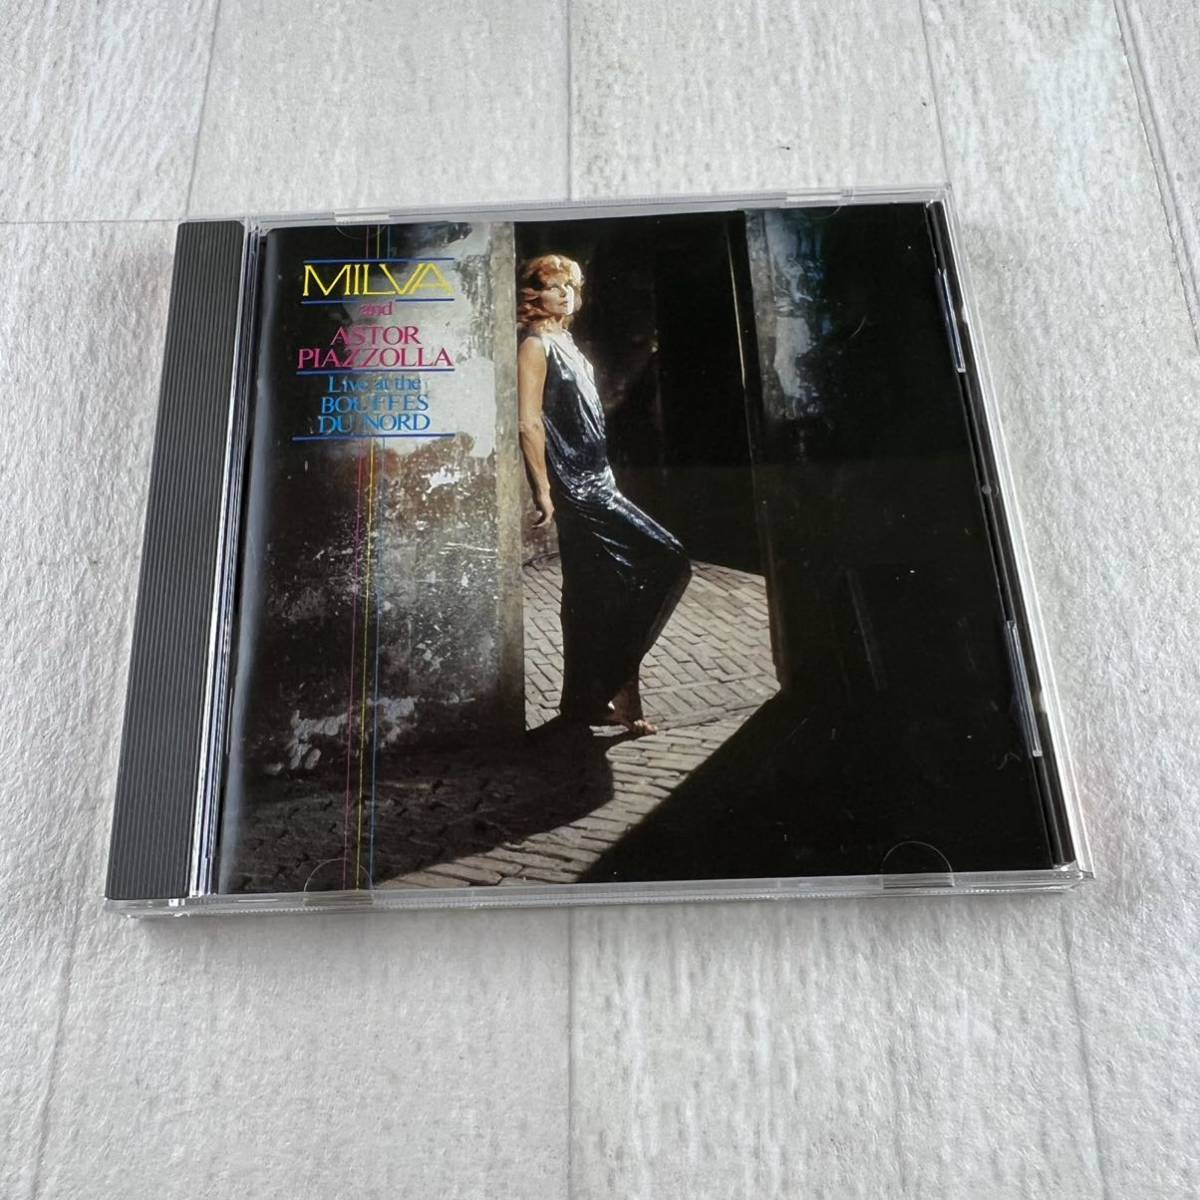 MILVA
and
ASTOR
PIAZZOLLA
Live at the
BOUFFES
DU NORD